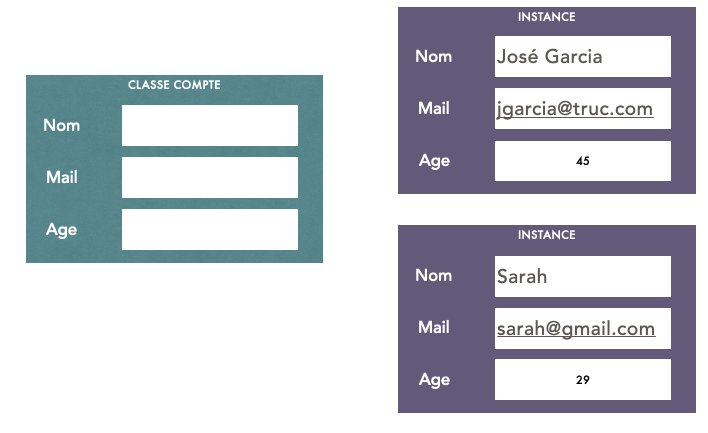 CLASSE COMPTE
Nom
Mail
Age
INSTANCE
Nom José Garcia
Mail jgarcia@truc.com
Age 45
INSTANCE
Nom Sarah
Mail sarah@gmail.com
Age 29